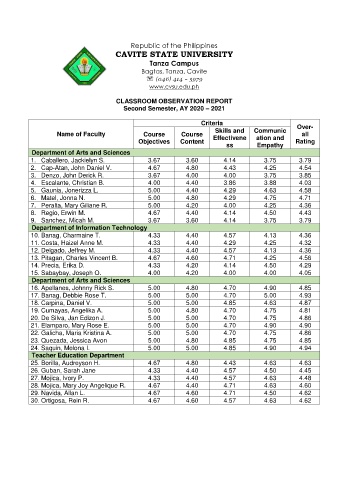 Republic of the Philippines
CAVITE STATE UNIVERSITY
Tanza Campus
Bagtas, Tanza, Cavite
☏ (046) 414 - 3979
www.cvsu.edu.ph
CLASSROOM OBSERVATION REPORT
Second Semester, AY 2020 – 2021
Name of Faculty Criteria Over-all Rating
Course Objectives Course Content Skills and Effectivene ss Communic ation and Empathy
Department of Arts and Sciences
1. Caballero, Jackielyn S. 3.67 3.60 4.14 3.75 3.79
2. Cap-Atan, John Daniel V. 4.67 4.80 4.43 4.25 4.54
3. Denzo, John Derick R. 3.67 4.00 4.00 3.75 3.85
4. Escalante, Christian B. 4.00 4.40 3.86 3.88 4.03
5. Gaunia, Jonerizza L. 5.00 4.40 4.29 4.63 4.58
6. Matel, Jonna N. 5.00 4.80 4.29 4.75 4.71
7. Peralta, Mary Giliane R. 5.00 4.20 4.00 4.25 4.36
8. Regio, Erwin M. 4.67 4.40 4.14 4.50 4.43
9. Sanchez, Micah M. 3.67 3.60 4.14 3.75 3.79
Department of Information Technology
10. Banag, Charmaine T. 4.33 4.40 4.57 4.13 4.36
11. Costa, Haizel Anne M. 4.33 4.40 4.29 4.25 4.32
12. Delgado, Jeffrey M. 4.33 4.40 4.57 4.13 4.36
13. Pitagan, Charles Vincent B. 4.67 4.60 4.71 4.25 4.56
14. Precia, Erika D. 4.33 4.20 4.14 4.50 4.29
15. Sabaybay, Joseph O. 4.00 4.20 4.00 4.00 4.05
Department of Arts and Sciences
16. Apellanes, Johnny Rick S. 5.00 4.80 4.70 4.90 4.85
17. Banag, Debbie Rose T. 5.00 5.00 4.70 5.00 4.93
18. Carpina, Daniel V. 5.00 5.00 4.85 4.63 4.87
19. Cumayas, Angelika A. 5.00 4.80 4.70 4.75 4.81
20. Da Silva, Jan Edson J. 5.00 5.00 4.70 4.75 4.86
21. Elamparo, Mary Rose E. 5.00 5.00 4.70 4.90 4.90
22. Galicha, Maria Kristina A. 5.00 5.00 4.70 4.75 4.86
23. Quezada, Jessica Avon 5.00 4.80 4.85 4.75 4.85
24. Saguin, Melona I. 5.00 5.00 4.85 4.90 4.94
Teacher Education Department
25. Borilla, Audreyson H. 4.67 4.80 4.43 4.63 4.63
26. Guban, Sarah Jane 4.33 4.40 4.57 4.50 4.45
27. Mojica, Ivory P. 4.33 4.40 4.57 4.63 4.48
28. Mojica, Mary Joy Angelique R. 4.67 4.40 4.71 4.63 4.60
29. Navida, Allan L. 4.67 4.60 4.71 4.50 4.62
30. Ortigosa, Rein R. 4.67 4.60 4.57 4.63 4.62